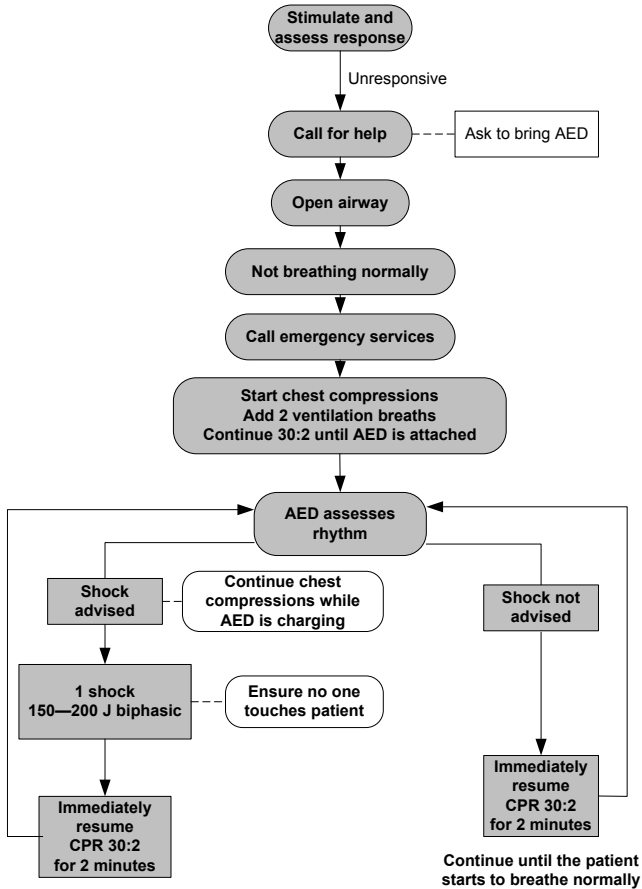 Stimulate and
assess response
Unresponsive
Call for help
Ask to bring AED
Open airway
Not breathing normally
Call emergency services
Start chest compressions
Add 2 ventilation breaths
Continue 30:2 until AED is attached
AED assesses
rhythm
Shock
advised
Continue chest
compressions while
AED is charging
Shock not
advised
1 shock
150—200 J biphasic
Ensure no one
touches patient
Immediately
resume
CPR 30:2
for 2 minutes
Immediately
resume
CPR 30:2
for 2 minutes
Continue until the patient
starts to breathe normally